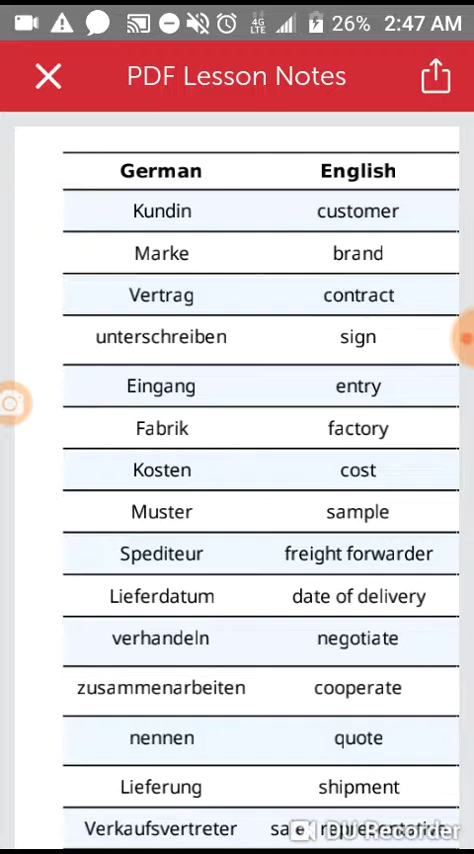 4G LTE 26% 2:47 AM
PDF Lesson Notes
German English
Kundin customer
Marke brand
Vertrag contract
unterschreiben sign
Eingang entry
Fabrik factory
Kosten cost
Muster sample
Spediteur freight forwarder
Lieferdatum date of delivery
verhandeln negotiate
zusammenarbeiten cooperate
nennen quote
Lieferung shipment
Verkaufsvertreter
DU Recorder